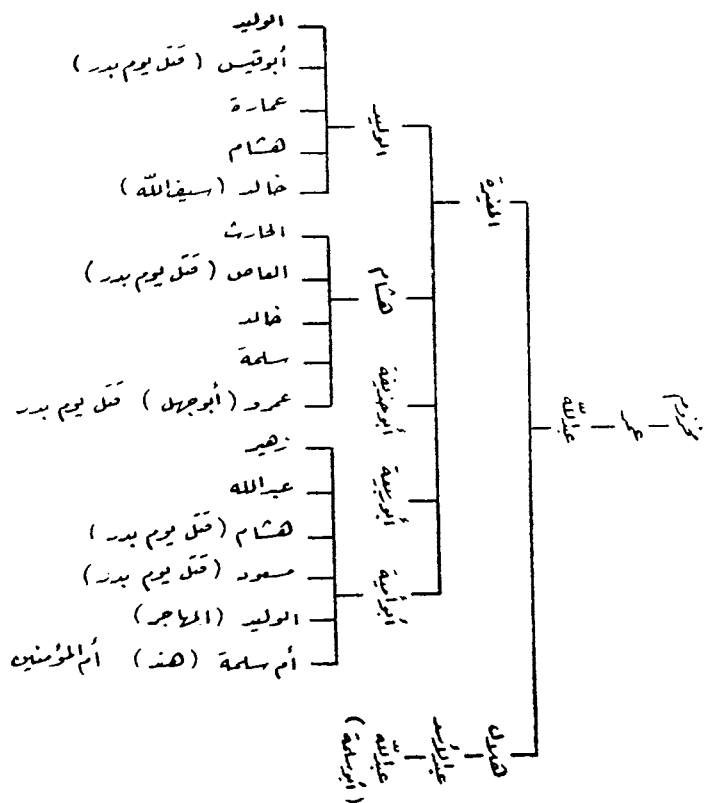 مخزوم
عمر
عبدالله
المغيرة
الوليد
الوليد
أبوقيس (قتل يوم بدر)
عمارة
هشام
خالد (سيف الله)
هشام
الحارث
العاص (قتل يوم بدر)
خالد
سلمة
عمرو (أبوجهل) قتل يوم بدر
أبوحذيفة
أبوربيعة
أبوأمية
زهير
عبدالله
هشام (قتل يوم بدر)
مسعود (قتل يوم بدر)
الوليد (المهاجر)
أم سلمة (هند) أم المؤمنين
هلال
عبدالأسد
عبدالله
(أبوسلمة)